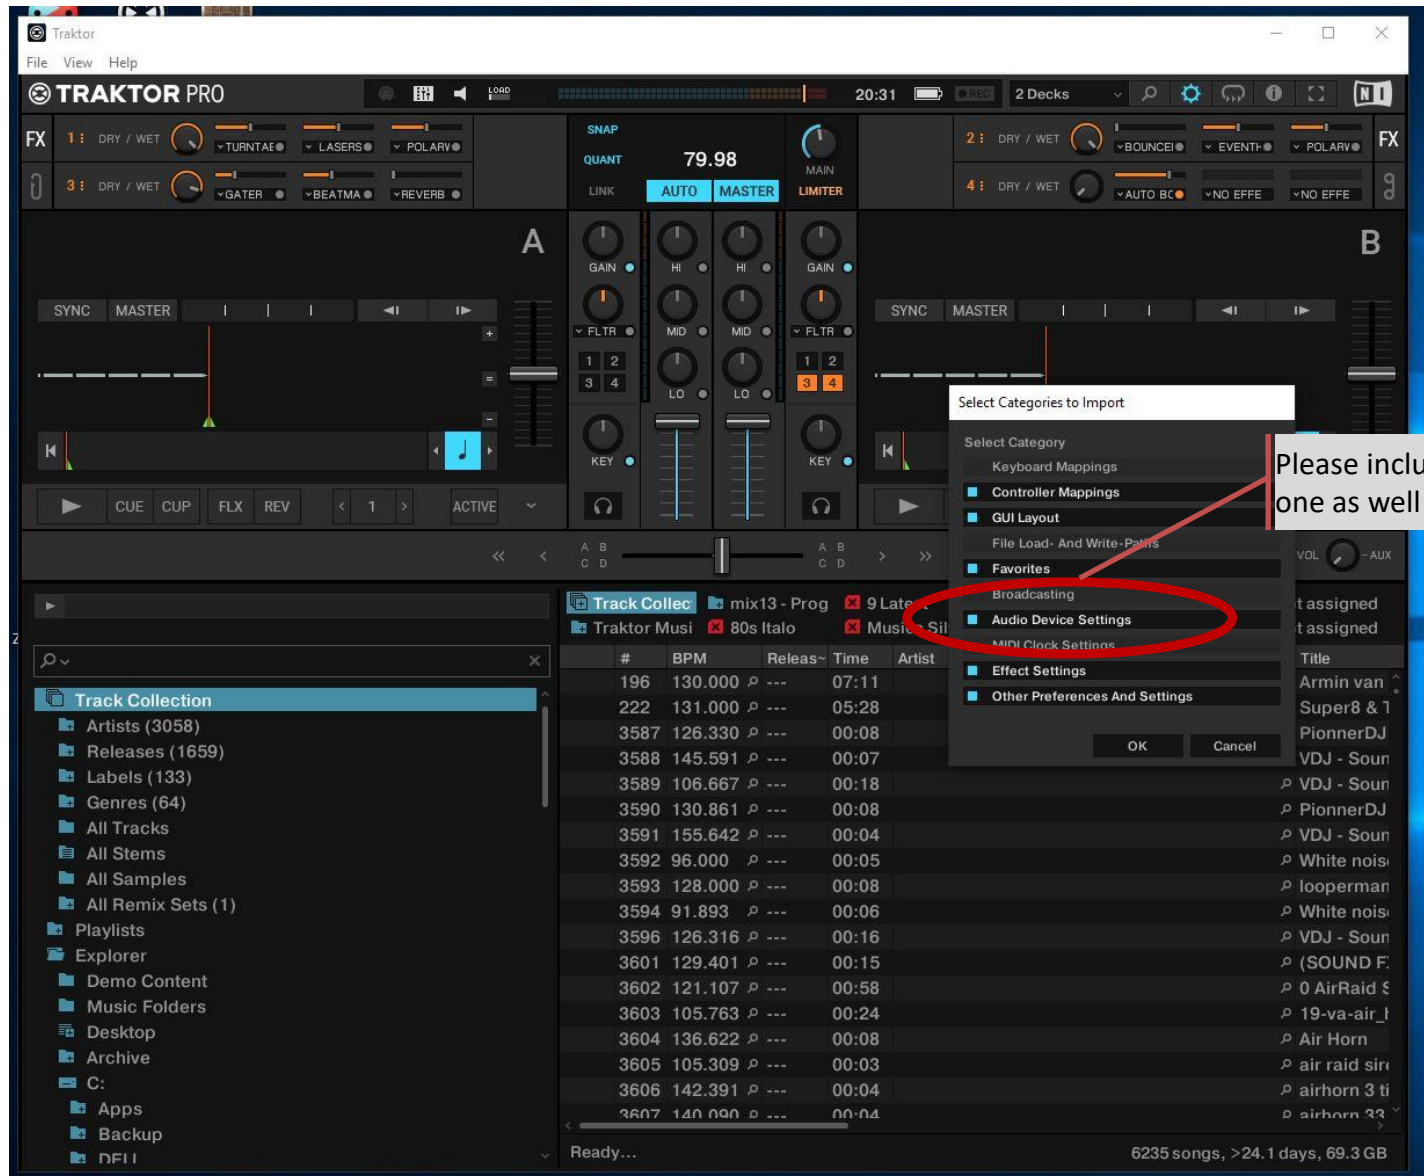 Traktor
File View Help
TRAKTOR PRO
LOAD
20:31
REC
2 Decks
NI
FX
1 DRY / WET
TURNTAE
LASERS
POLARV
3 DRY / WET
GATER
BEATMA
REVERB
SNAP
QUANT
LINK
79.98
AUTO MASTER
MAIN
LIMITER
2 DRY / WET
BOUNCEI
EVENTH
POLARV
FX
4 DRY / WET
AUTO BC
NO EFFE
NO EFFE
A
SYNC MASTER
+
=
-
CUE CUP FLX REV < 1 > ACTIVE
GAIN HI HI GAIN
FLTR MID MID FLTR
1 2
3 4
LO LO
1 2
3 4
KEY KEY
B
SYNC MASTER
A B
C D
A B
C D
VOL AUX
Select Categories to Import
Select Category
Keyboard Mappings
Controller Mappings
GUI Layout
File Load- And Write-Paths
Favorites
Broadcasting
Audio Device Settings
MIDI Clock Settings
Effect Settings
Other Preferences And Settings
OK Cancel
Please inclu
one as well
Track Collec mix13 - Prog 9 Late t assigned
Traktor Musi 80s Italo Musica Sil t assigned
# BPM Releas~ Time Artist Title
196 130.000 --- 07:11 Armin van
222 131.000 --- 05:28 Super8 & T
3587 126.330 --- 00:08 PionnerDJ
3588 145.591 --- 00:07 VDJ - Soun
3589 106.667 --- 00:18 VDJ - Soun
3590 130.861 --- 00:08 PionnerDJ
3591 155.642 --- 00:04 VDJ - Soun
3592 96.000 --- 00:05 White nois
3593 128.000 --- 00:08 looperman
3594 91.893 --- 00:06 White nois
3596 126.316 --- 00:16 VDJ - Soun
3601 129.401 --- 00:15 (SOUND F
3602 121.107 --- 00:58 0 AirRaid S
3603 105.763 --- 00:24 19-va-air_h
3604 136.622 --- 00:08 Air Horn
3605 105.309 --- 00:03 air raid sir
3606 142.391 --- 00:04 airhorn 3 ti
3607 140.090 --- 00:04 airhorn 33
Track Collection
Artists (3058)
Releases (1659)
Labels (133)
Genres (64)
All Tracks
All Stems
All Samples
All Remix Sets (1)
Playlists
Explorer
Demo Content
Music Folders
Desktop
Archive
C:
Apps
Backup
DELL
Ready...
6235 songs, >24.1 days, 69.3 GB